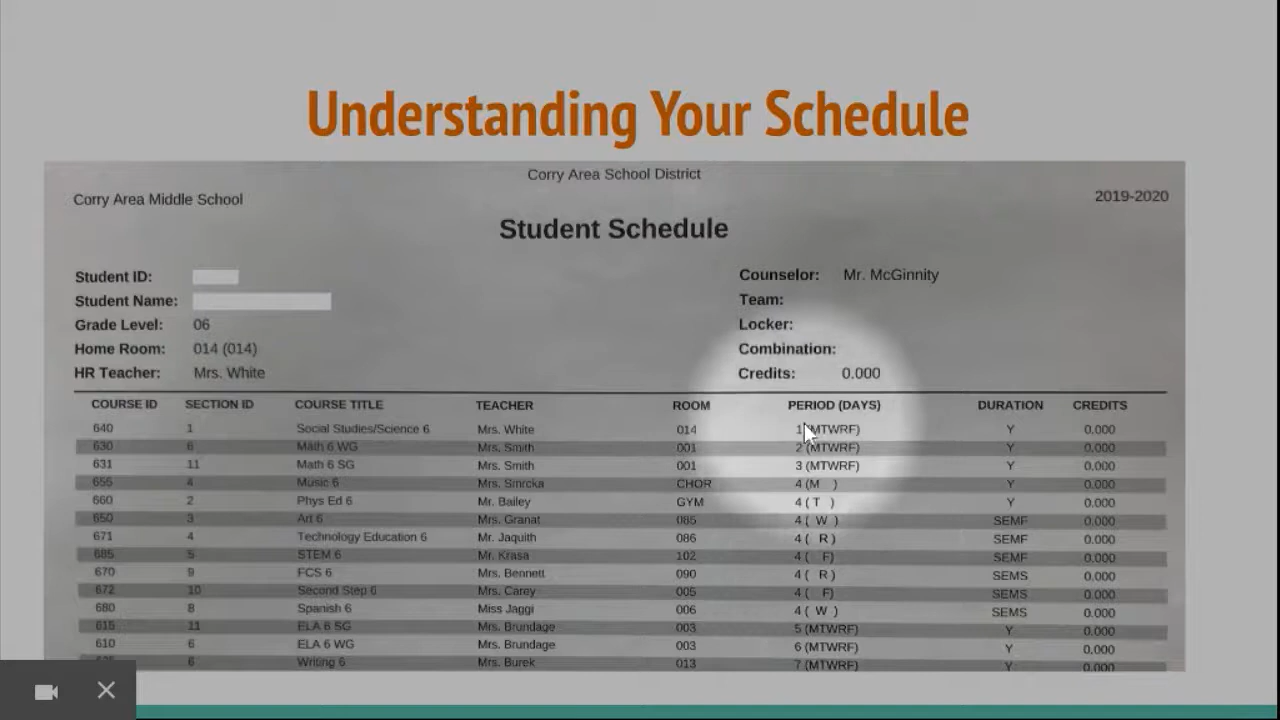 Understanding Your Schedule
Corry Area School District
Corry Area Middle School 2019-2020
Student Schedule
Student ID: Counselor: Mr. McGinnity
Student Name: Team:
Grade Level: 06 Locker:
Home Room: 014 (014) Combination:
HR Teacher: Mrs. White Credits: 0.000
COURSE ID SECTION ID COURSE TITLE TEACHER ROOM PERIOD (DAYS) DURATION CREDITS
640 1 Social Studies/Science 6 Mrs. White 014 1 (MTWRF) Y 0.000
630 6 Math 6 WG Mrs. Smith 001 2 (MTWRF) Y 0.000
631 11 Math 6 SG Mrs. Smith 001 3 (MTWRF) Y 0.000
655 4 Music 6 Mrs. Smrcka CHOR 4 (M ) Y 0.000
660 2 Phys Ed 6 Mr. Bailey GYM 4 ( T ) Y 0.000
650 3 Art 6 Mrs. Granat 085 4 ( W ) SEMF 0.000
671 4 Technology Education 6 Mr. Jaquith 086 4 ( R ) SEMF 0.000
685 5 STEM 6 Mr. Krasa 102 4 ( F) SEMF 0.000
670 9 FCS 6 Mrs. Bennett 090 4 ( R ) SEMS 0.000
672 10 Second Step 6 Mrs. Carey 005 4 ( F) SEMS 0.000
680 8 Spanish 6 Miss Jaggi 006 4 ( W ) SEMS 0.000
615 11 ELA 6 SG Mrs. Brundage 003 5 (MTWRF) Y 0.000
610 6 ELA 6 WG Mrs. Brundage 003 6 (MTWRF) Y 0.000
6 Writing 6 Mrs. Burek 013 7 (MTWRF) Y 0.000